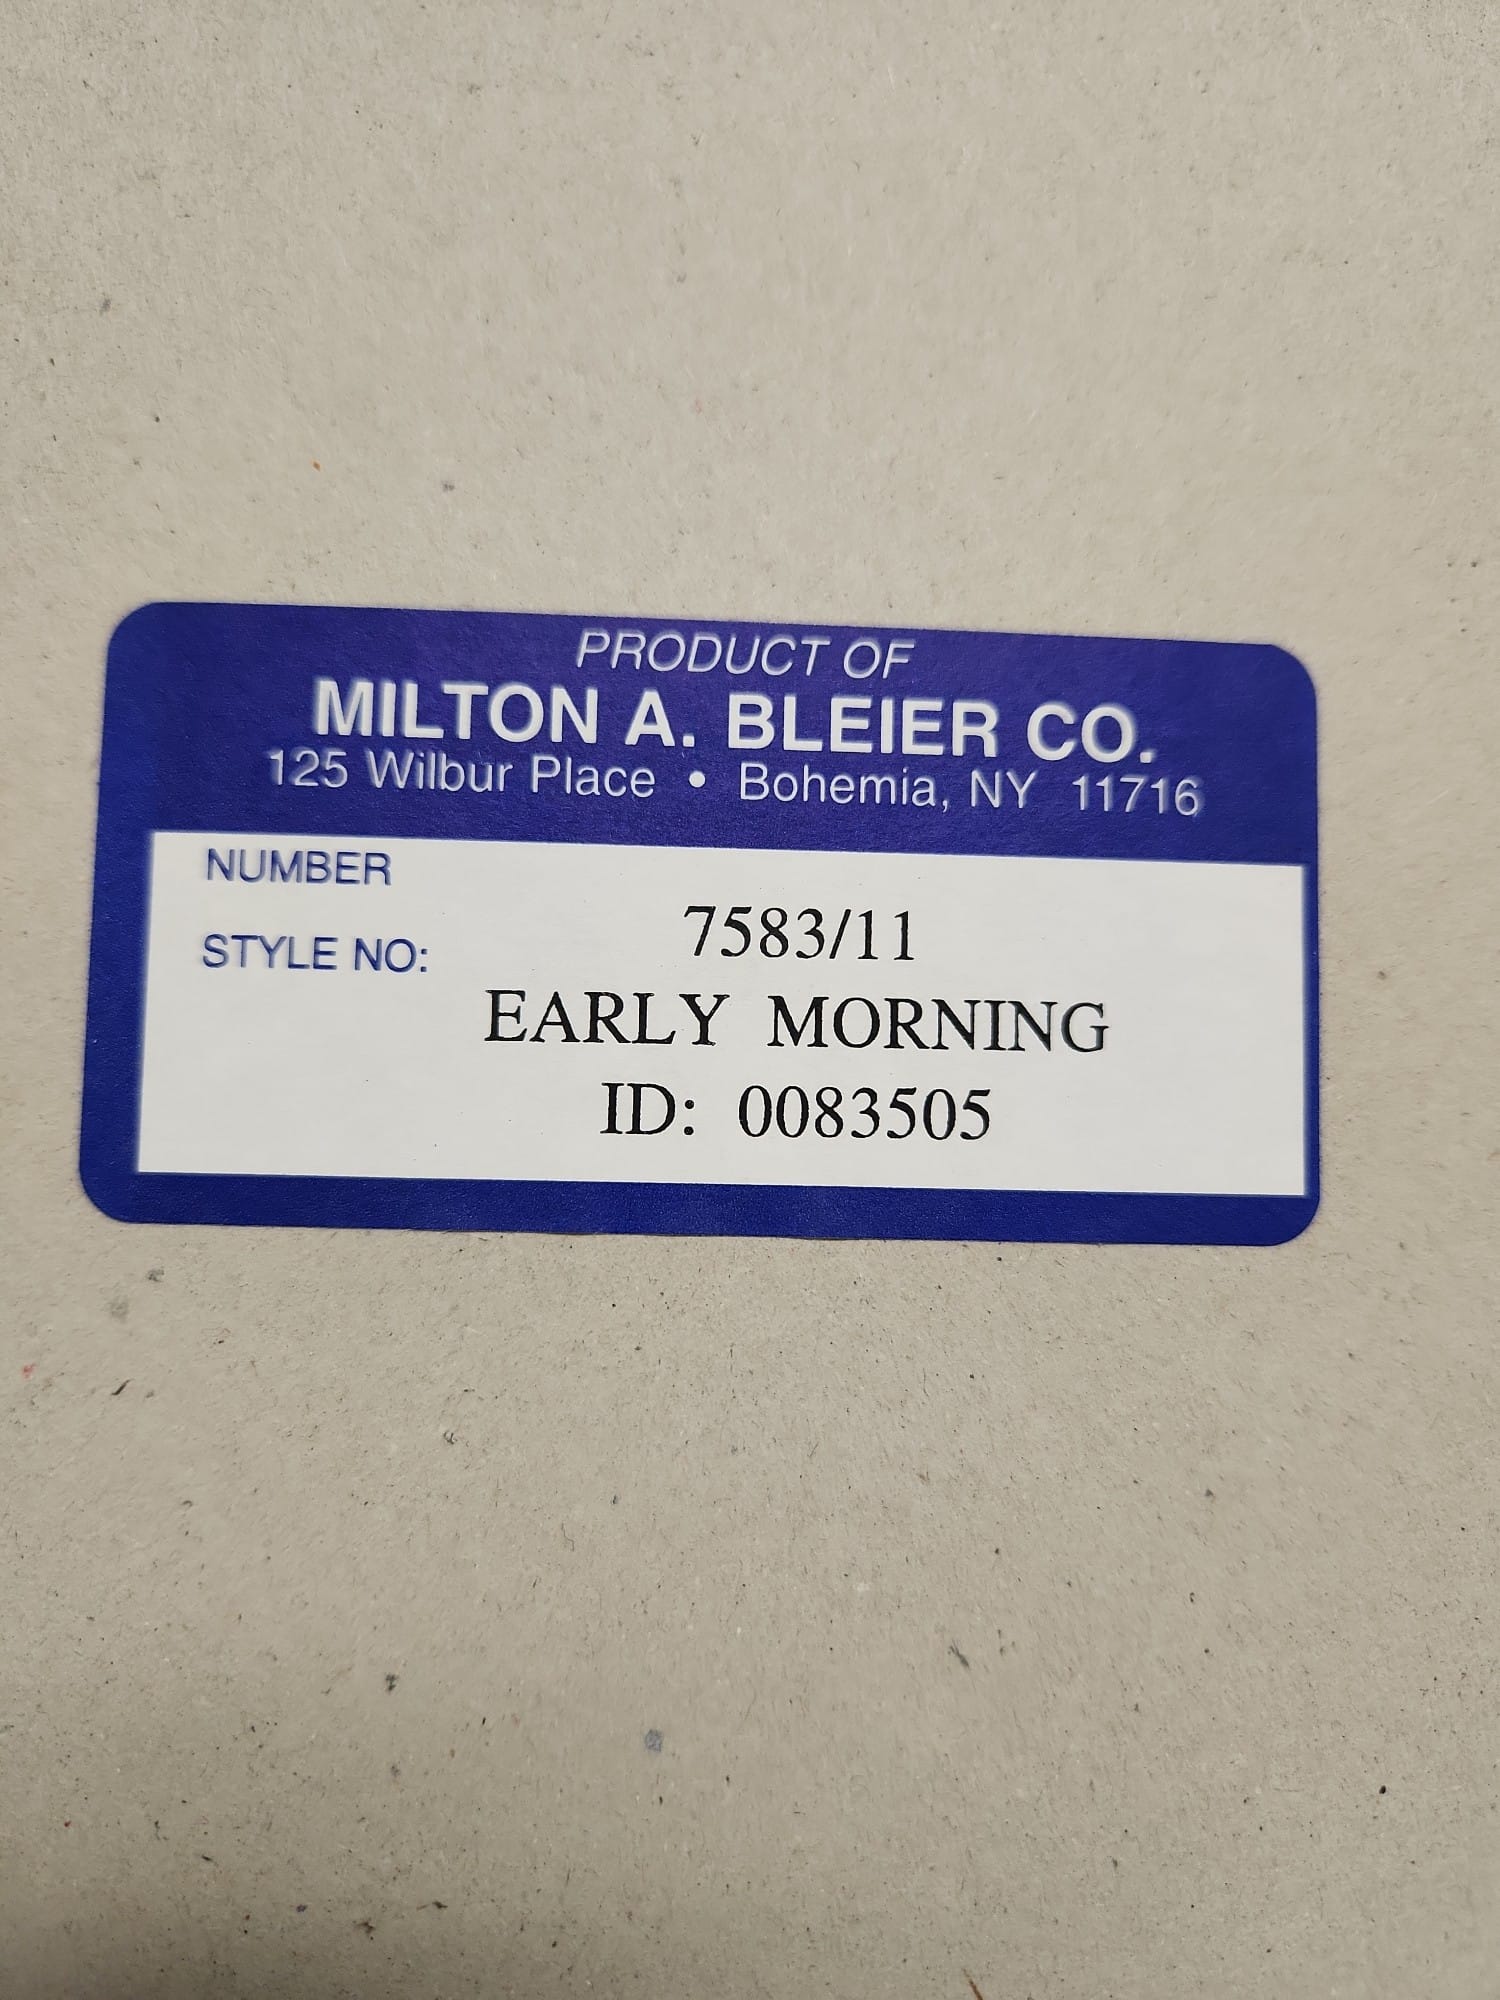 PRODUCT OF
MILTON A. BLEIER CO.
125 Wilbur Place • Bohemia, NY 11716
NUMBER
7583/11
STYLE NO:
EARLY MORNING
ID: 0083505